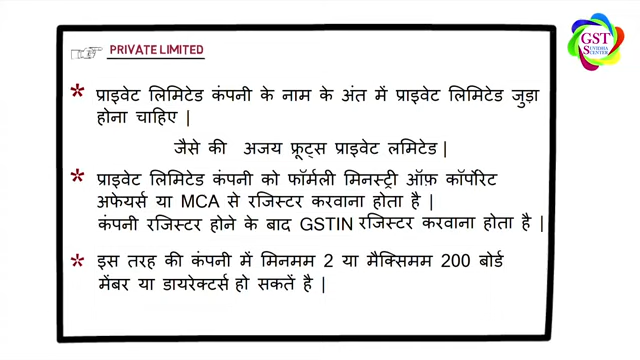 PRIVATE LIMITED
GST
SUVIDHA
CENTER
* प्राइवेट लिमिटेड कंपनी के नाम के अंत में प्राइवेट लिमिटेड जुड़ा
होना चाहिए |
जैसे की अजय फ्रूट्स प्राइवेट लमिटेड |
* प्राइवेट लिमिटेड कंपनी को फॉर्मली मिनस्ट्री ऑफ़ कॉर्पोरेट
अफेयर्स या MCA से रजिस्टर करवाना होता है |
कंपनी रजिस्टर होने के बाद GSTIN रजिस्टर करवाना होता है |
* इस तरह की कंपनी में मिनमम 2 या मैक्सिमम 200 बोर्ड
मेंबर या डायरेक्टर्स हो सकतें है |